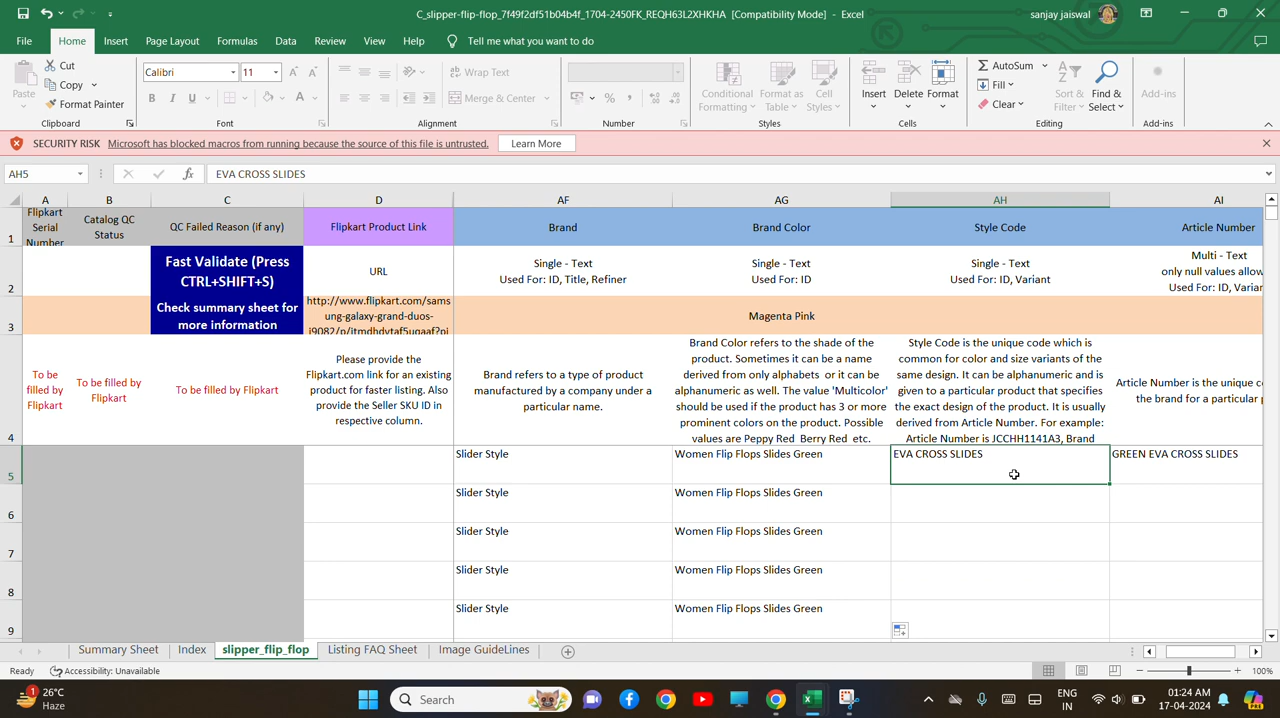 C_slipper-flip-flop_7f49f2df51b04b4f_1704-2450FK_REQH63L2XHKHA [Compatibility Mode] - Excel
sanjay jaiswal
File Home Insert Page Layout Formulas Data Review View Help Tell me what you want to do
Paste
Cut
Copy
Format Painter
Clipboard
Calibri 11
B I U
Font
Wrap Text
Merge & Center
Alignment
Number
Conditional Formatting
Format as Table
Cell Styles
Styles
Insert
Delete
Format
Cells
AutoSum
Fill
Clear
Sort & Filter
Find & Select
Editing
Add-ins
Add-ins
SECURITY RISK Microsoft has blocked macros from running because the source of this file is untrusted. Learn More
AH5 fx EVA CROSS SLIDES
A B C D AF AG AH AI
1
Flipkart
Serial
Number
Catalog QC
Status
QC Failed Reason (if any)
Flipkart Product Link
Brand
Brand Color
Style Code
Article Number
2
Fast Validate (Press
CTRL+SHIFT+S)
URL
Single - Text
Used For: ID, Title, Refiner
Single - Text
Used For: ID
Single - Text
Used For: ID, Variant
Multi - Text
only null values allow
Used For: ID, Varian
3
Check summary sheet for
more information
http://www.flipkart.com/sams
ung-galaxy-grand-duos-
i9082/p/itmdhdvtaf5uqaaf?pi
Magenta Pink
4
To be
filled by
Flipkart
To be filled by
Flipkart
To be filled by Flipkart
Please provide the
Flipkart.com link for an existing
product for faster listing. Also
provide the Seller SKU ID in
respective column.
Brand refers to a type of product
manufactured by a company under a
particular name.
Brand Color refers to the shade of the
product. Sometimes it can be a name
derived from only alphabets or it can be
alphanumeric as well. The value 'Multicolor'
should be used if the product has 3 or more
prominent colors on the product. Possible
values are Peppy Red Berry Red etc.
Style Code is the unique code which is
common for color and size variants of the
same design. It can be alphanumeric and is
given to a particular product that specifies
the exact design of the product. It is usually
derived from Article Number. For example:
Article Number is JCCHH1141A3, Brand
Article Number is the unique c
the brand for a particular
5 Slider Style Women Flip Flops Slides Green EVA CROSS SLIDES GREEN EVA CROSS SLIDES
6 Slider Style Women Flip Flops Slides Green
7 Slider Style Women Flip Flops Slides Green
8 Slider Style Women Flip Flops Slides Green
9 Slider Style Women Flip Flops Slides Green
Summary Sheet Index slipper_flip_flop Listing FAQ Sheet Image GuideLines
Ready Accessibility: Unavailable 100%
1
26°C
Haze
Search
ENG
IN
01:24 AM
17-04-2024